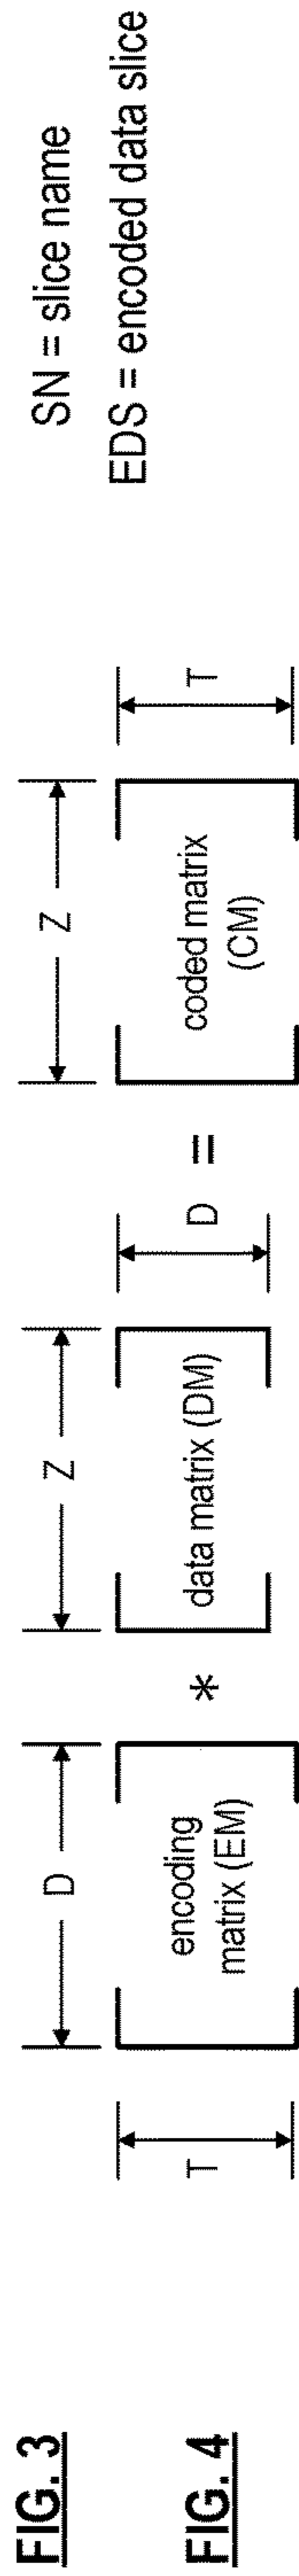 FIG. 3
SN = slice name
EDS = encoded data slice
FIG. 4
T
D
encoding
matrix (EM)
*
Z
data matrix (DM)
D
=
Z
coded matrix
(CM)
T